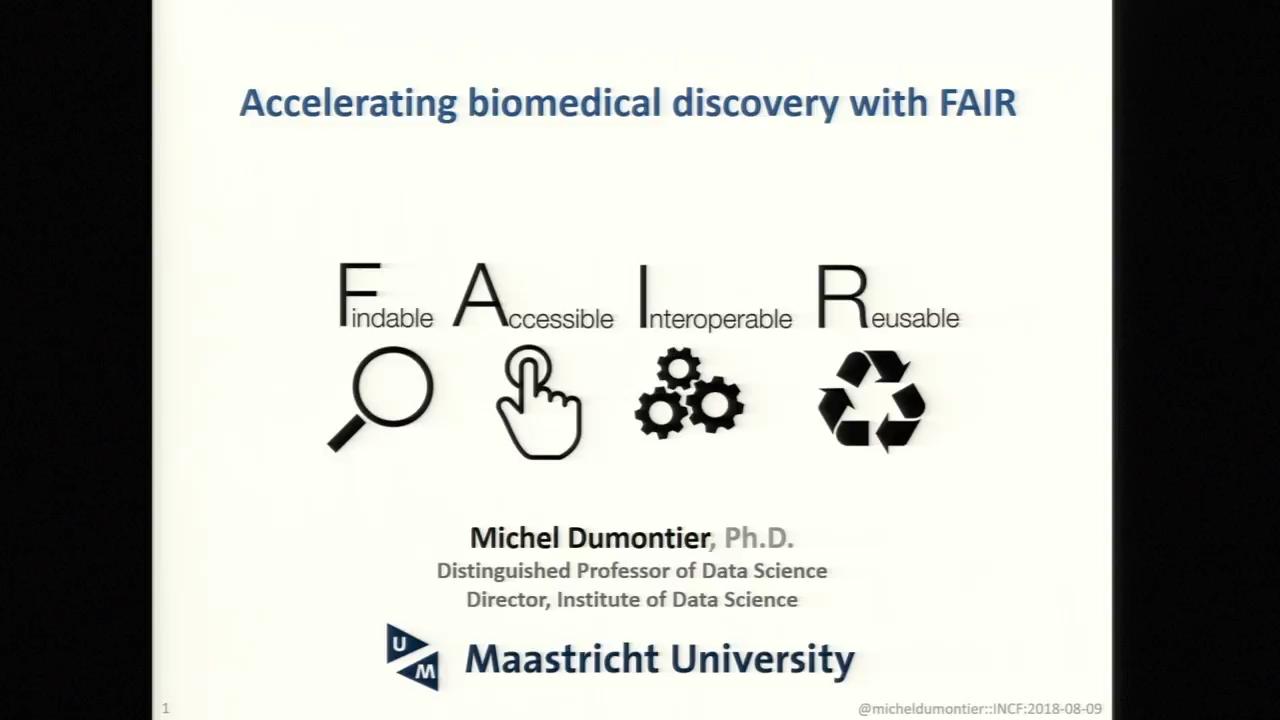 Accelerating biomedical discovery with FAIR
Findable Accessible Interoperable Reusable
Michel Dumontier, Ph.D.
Distinguished Professor of Data Science
Director, Institute of Data Science
UM Maastricht University
1 @micheldumontier::INCF:2018-08-09